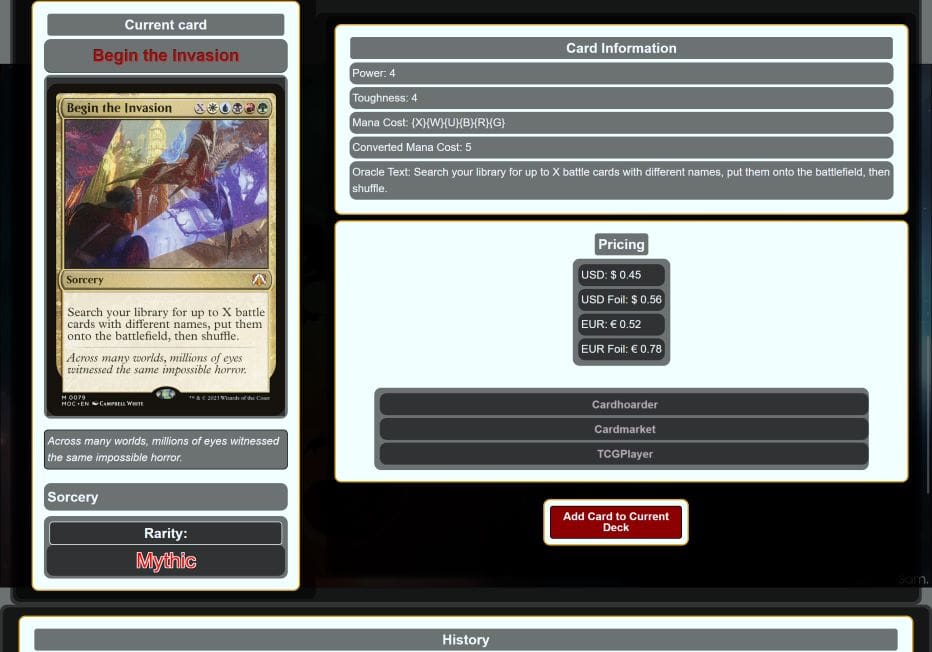 Current card
Begin the Invasion
Begin the Invasion
Sorcery
Search your library for up to X battle
cards with different names, put them
onto the battlefield, then shuffle.
Across many worlds, millions of eyes
witnessed the same impossible horror.
M 0079
MOC • EN Campbell White
™ & © 2023 Wizards of the Coast
Across many worlds, millions of eyes witnessed
the same impossible horror.
Sorcery
Rarity:
Mythic
Card Information
Power: 4
Toughness: 4
Mana Cost: {X}{W}{U}{B}{R}{G}
Converted Mana Cost: 5
Oracle Text: Search your library for up to X battle cards with different names, put them onto the battlefield, then
shuffle.
Pricing
USD: $ 0.45
USD Foil: $ 0.56
EUR: € 0.52
EUR Foil: € 0.78
Cardhoarder
Cardmarket
TCGPlayer
Add Card to Current
Deck
History